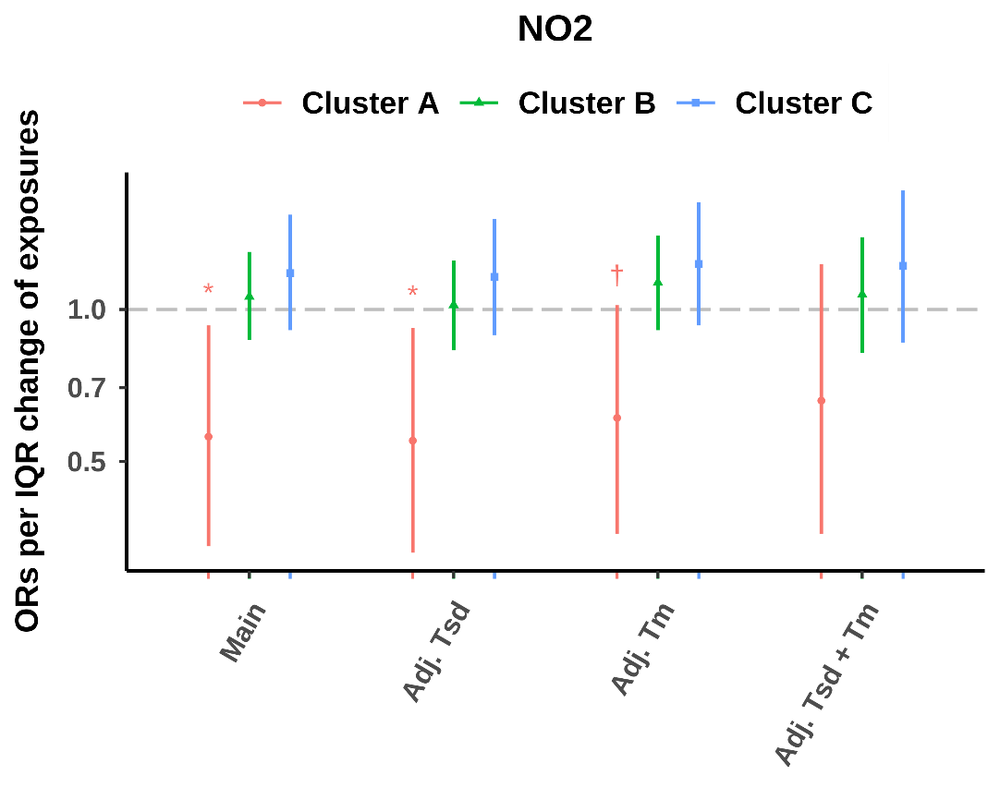 NO2
Cluster A Cluster B Cluster C
ORs per IQR change of exposures
1.0
0.7
0.5
* * †
Main
Adj. Tsd
Adj. Tm
Adj. Tsd + Tm